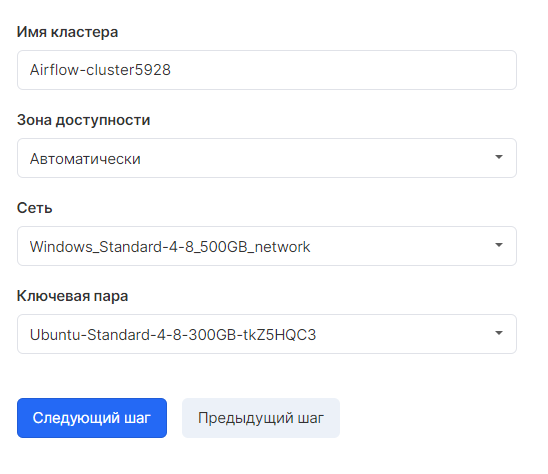 Имя кластера
Airflow-cluster5928
Зона доступности
Автоматически
Сеть
Windows_Standard-4-8_500GB_network
Ключевая пара
Ubuntu-Standard-4-8-300GB-tkZ5HQC3
Следующий шаг Предыдущий шаг